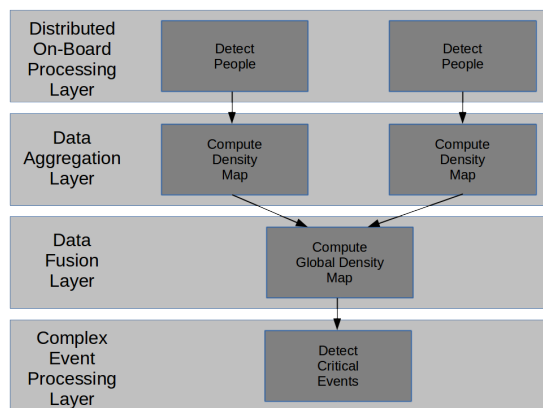 Distributed
On-Board
Processing
Layer
Detect
People
Detect
People
Data
Aggregation
Layer
Compute
Density
Map
Compute
Density
Map
Data
Fusion
Layer
Compute
Global Density
Map
Complex
Event
Processing
Layer
Detect
Critical
Events